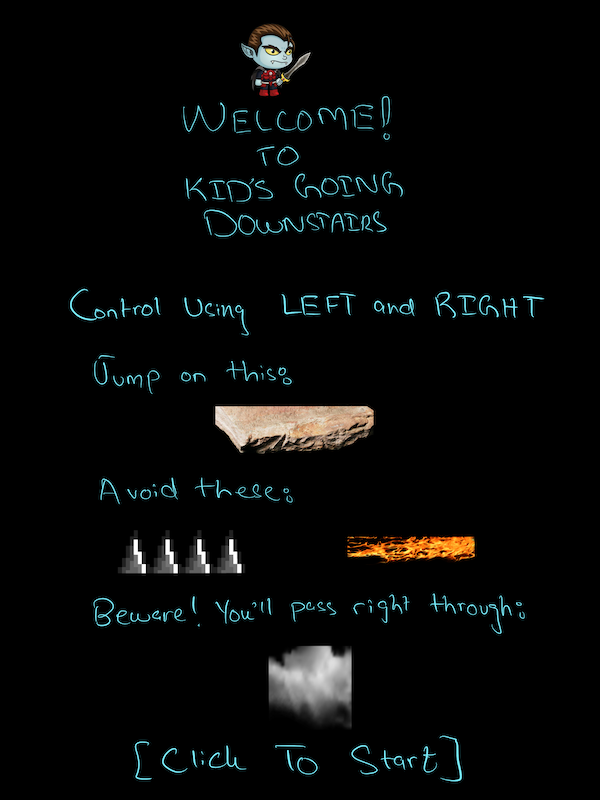 WELCOME!
TO
KID'S GOING
DOWNSTAIRS
Control Using LEFT and RIGHT
Jump on this:
Avoid these:
Beware! You'll pass right through:
[Click To Start]